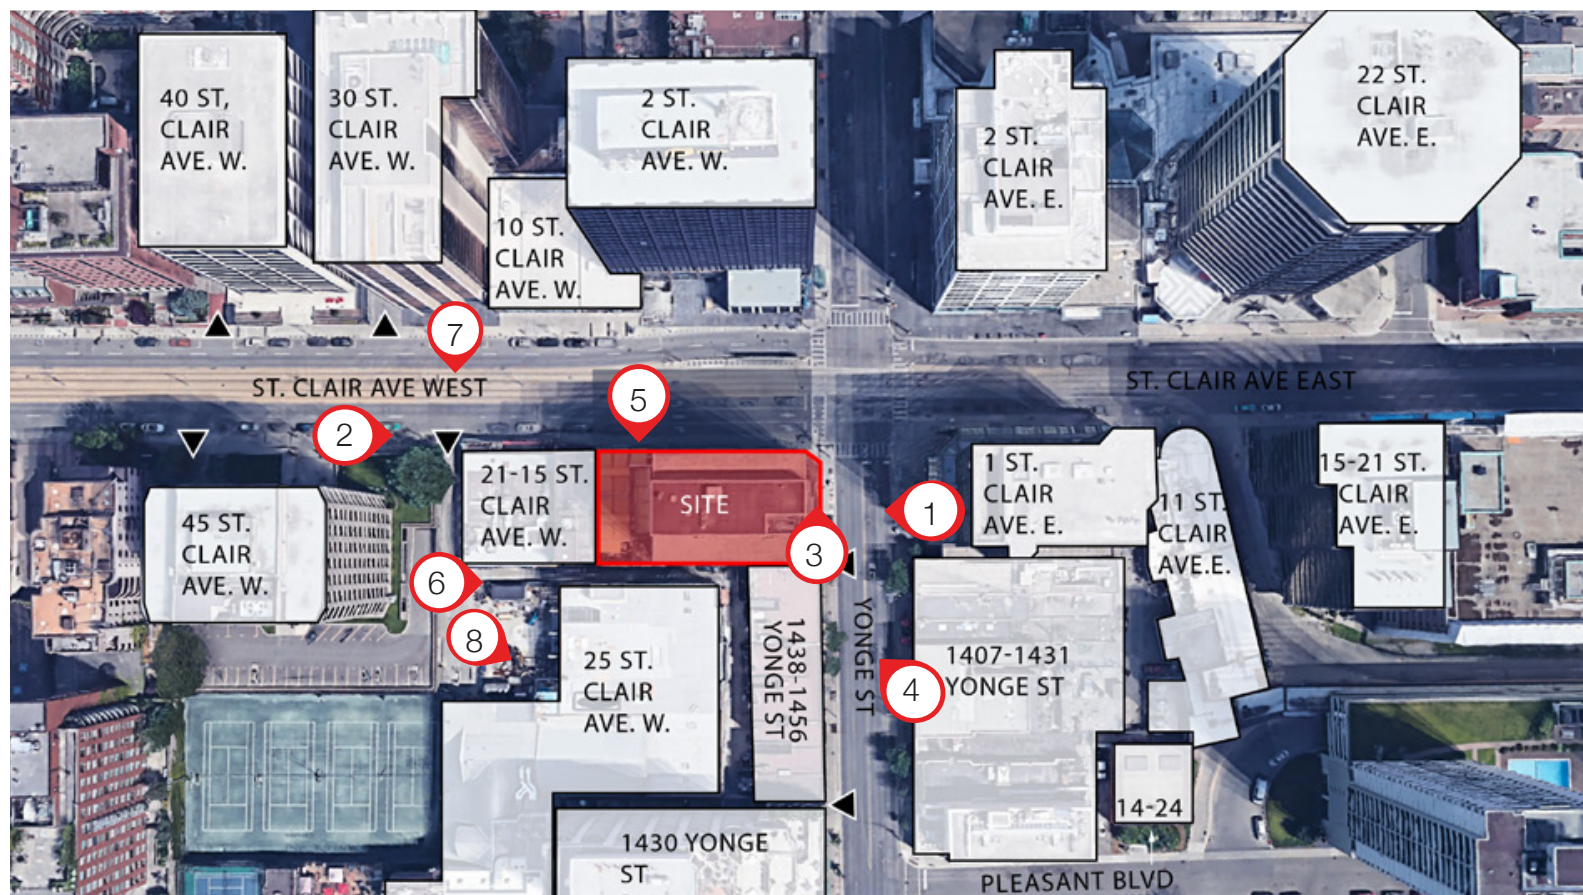 40 ST,
CLAIR
AVE. W.
30 ST.
CLAIR
AVE. W.
2 ST.
CLAIR
AVE. W.
10 ST.
CLAIR
AVE. W.
2 ST.
CLAIR
AVE. E.
22 ST.
CLAIR
AVE. E.
7
ST. CLAIR AVE WEST
ST. CLAIR AVE EAST
5
2
21-15 ST.
CLAIR
AVE. W.
SITE
1
1 ST.
CLAIR
AVE. E.
11 ST.
CLAIR
AVE.E.
15-21 ST.
CLAIR
AVE. E.
45 ST.
CLAIR
AVE. W.
3
6
8
25 ST.
CLAIR
AVE. W.
1438-1456
YONGE ST
YONGE ST
4
1407-1431
YONGE ST
14-24
1430 YONGE
ST
PLEASANT BLVD